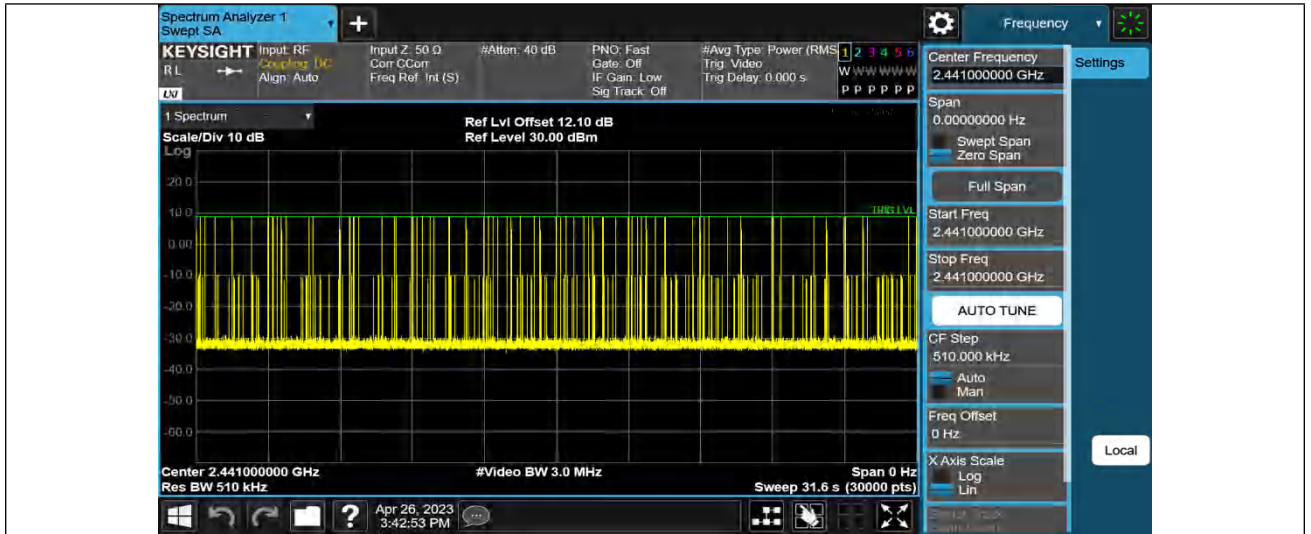 Spectrum Analyzer 1
Swept SA
Frequency
KEYSIGHT
RL
LXI
Input: RF
Coupling: DC
Align: Auto
Input Z: 50 Ω
Corr CCorr
Freq Ref: Int (S)
#Atten: 40 dB
PNO: Fast
Gate: Off
IF Gain: Low
Sig Track: Off
#Avg Type: Power (RMS
Trig: Video
Trig Delay: 0.000 s
1 2 3 4 5 6
W W W W W W
P P P P P P
1 Spectrum
Scale/Div 10 dB
Ref Lvl Offset 12.10 dB
Ref Level 30.00 dBm
Log
20.0
10.0
TRIG LVL
0.00
-10.0
-20.0
-30.0
-40.0
-50.0
-60.0
Center 2.441000000 GHz
#Video BW 3.0 MHz
Span 0 Hz
Res BW 510 kHz
Sweep 31.6 s (30000 pts)
Apr 26, 2023
3:42:53 PM
Center Frequency
2.441000000 GHz
Settings
Span
0.00000000 Hz
Swept Span
Zero Span
Full Span
Start Freq
2.441000000 GHz
Stop Freq
2.441000000 GHz
AUTO TUNE
CF Step
510.000 kHz
Auto
Man
Freq Offset
0 Hz
X Axis Scale
Log
Lin
Local